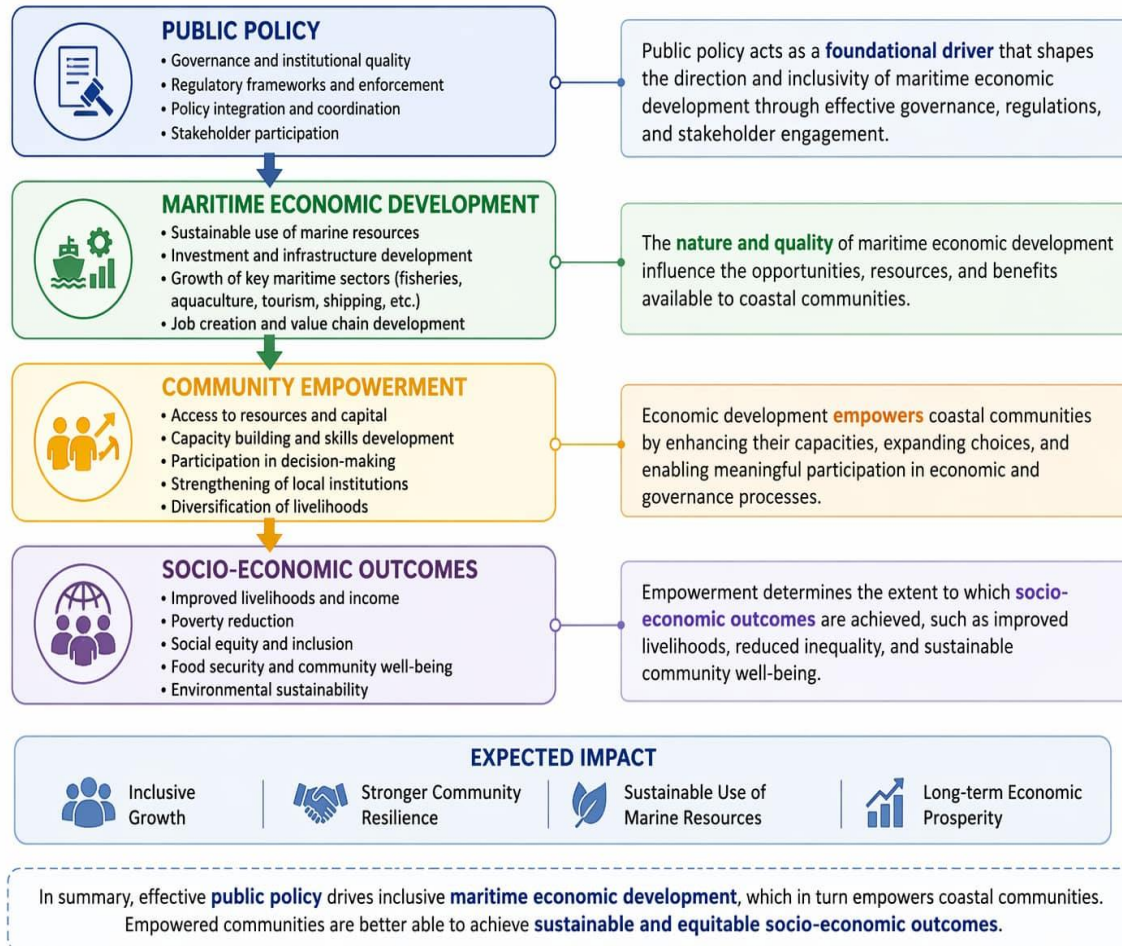 PUBLIC POLICY
• Governance and institutional quality
• Regulatory frameworks and enforcement
• Policy integration and coordination
• Stakeholder participation
Public policy acts as a foundational driver that shapes
the direction and inclusivity of maritime economic
development through effective governance, regulations,
and stakeholder engagement.
MARITIME ECONOMIC DEVELOPMENT
• Sustainable use of marine resources
• Investment and infrastructure development
• Growth of key maritime sectors (fisheries,
aquaculture, tourism, shipping, etc.)
• Job creation and value chain development
The nature and quality of maritime economic development
influence the opportunities, resources, and benefits
available to coastal communities.
COMMUNITY EMPOWERMENT
• Access to resources and capital
• Capacity building and skills development
• Participation in decision-making
• Strengthening of local institutions
• Diversification of livelihoods
Economic development empowers coastal communities
by enhancing their capacities, expanding choices, and
enabling meaningful participation in economic and
governance processes.
SOCIO-ECONOMIC OUTCOMES
• Improved livelihoods and income
• Poverty reduction
• Social equity and inclusion
• Food security and community well-being
• Environmental sustainability
Empowerment determines the extent to which socio-
economic outcomes are achieved, such as improved
livelihoods, reduced inequality, and sustainable
community well-being.
EXPECTED IMPACT
Inclusive
Growth
Stronger Community
Resilience
Sustainable Use of
Marine Resources
Long-term Economic
Prosperity
In summary, effective public policy drives inclusive maritime economic development, which in turn empowers coastal communities.
Empowered communities are better able to achieve sustainable and equitable socio-economic outcomes.